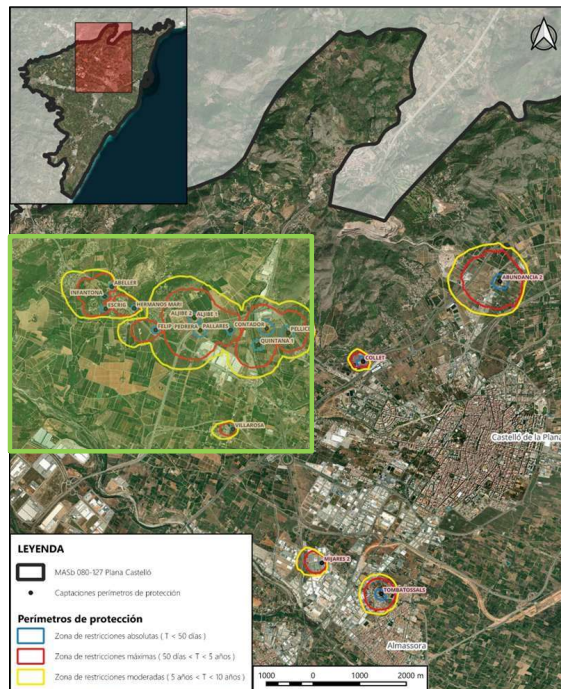 ABUNDANCIA 2
ABELLER
INFANTONA
ESCRIG
HERMANOS MARI
ALJIBE 2
ALJIBE 1
FELIP
PEDRERA
PALLARES
CONTADOR
PELLIC
QUINTANA 1
COLLET
VILLAROSA
Castelló de la Plana
MIJARES 2
TOMBATOSSALS
Almassora
LEYENDA
MASb 080-127 Plana Castelló
Captaciones perímetros de protección
Perímetros de protección
Zona de restricciones absolutas ( T < 50 días )
Zona de restricciones máximas ( 50 días < T < 5 años )
Zona de restricciones moderadas ( 5 años < T < 10 años )
1000 0 1000 2000 m